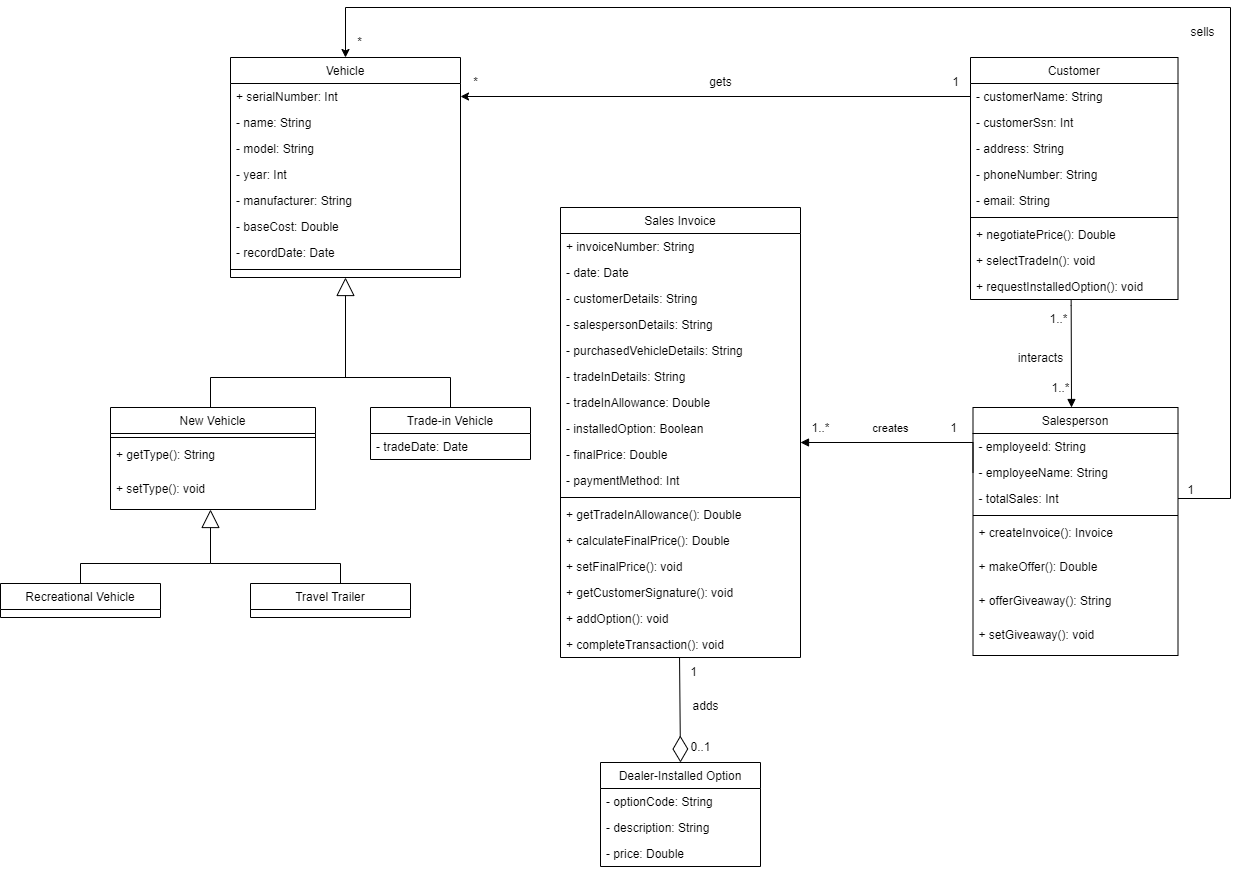 sells
*
Vehicle
+ serialNumber: Int
- name: String
- model: String
- year: Int
- manufacturer: String
- baseCost: Double
- recordDate: Date
*
gets
1
Customer
- customerName: String
- customerSsn: Int
- address: String
- phoneNumber: String
- email: String
+ negotiatePrice(): Double
+ selectTradeIn(): void
+ requestInstalledOption(): void
Sales Invoice
+ invoiceNumber: String
- date: Date
- customerDetails: String
- salespersonDetails: String
- purchasedVehicleDetails: String
- tradeInDetails: String
- tradeInAllowance: Double
- installedOption: Boolean
- finalPrice: Double
- paymentMethod: Int
+ getTradeInAllowance(): Double
+ calculateFinalPrice(): Double
+ setFinalPrice(): void
+ getCustomerSignature(): void
+ addOption(): void
+ completeTransaction(): void
1..*
interacts
1..*
New Vehicle
+ getType(): String
+ setType(): void
Trade-in Vehicle
- tradeDate: Date
1..*
creates
1
Salesperson
- employeeId: String
- employeeName: String
- totalSales: Int
+ createInvoice(): Invoice
+ makeOffer(): Double
+ offerGiveaway(): String
+ setGiveaway(): void
1
Recreational Vehicle
Travel Trailer
1
adds
0..1
Dealer-Installed Option
- optionCode: String
- description: String
- price: Double